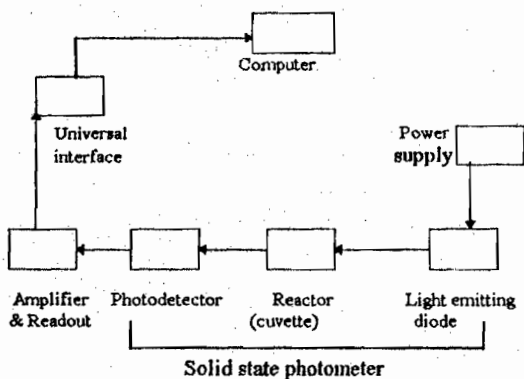 Computer
Universal
interface
Power
supply
Amplifier
& Readout
Photodetector
Reactor
(cuvette)
Light emitting
diode
Solid state photometer